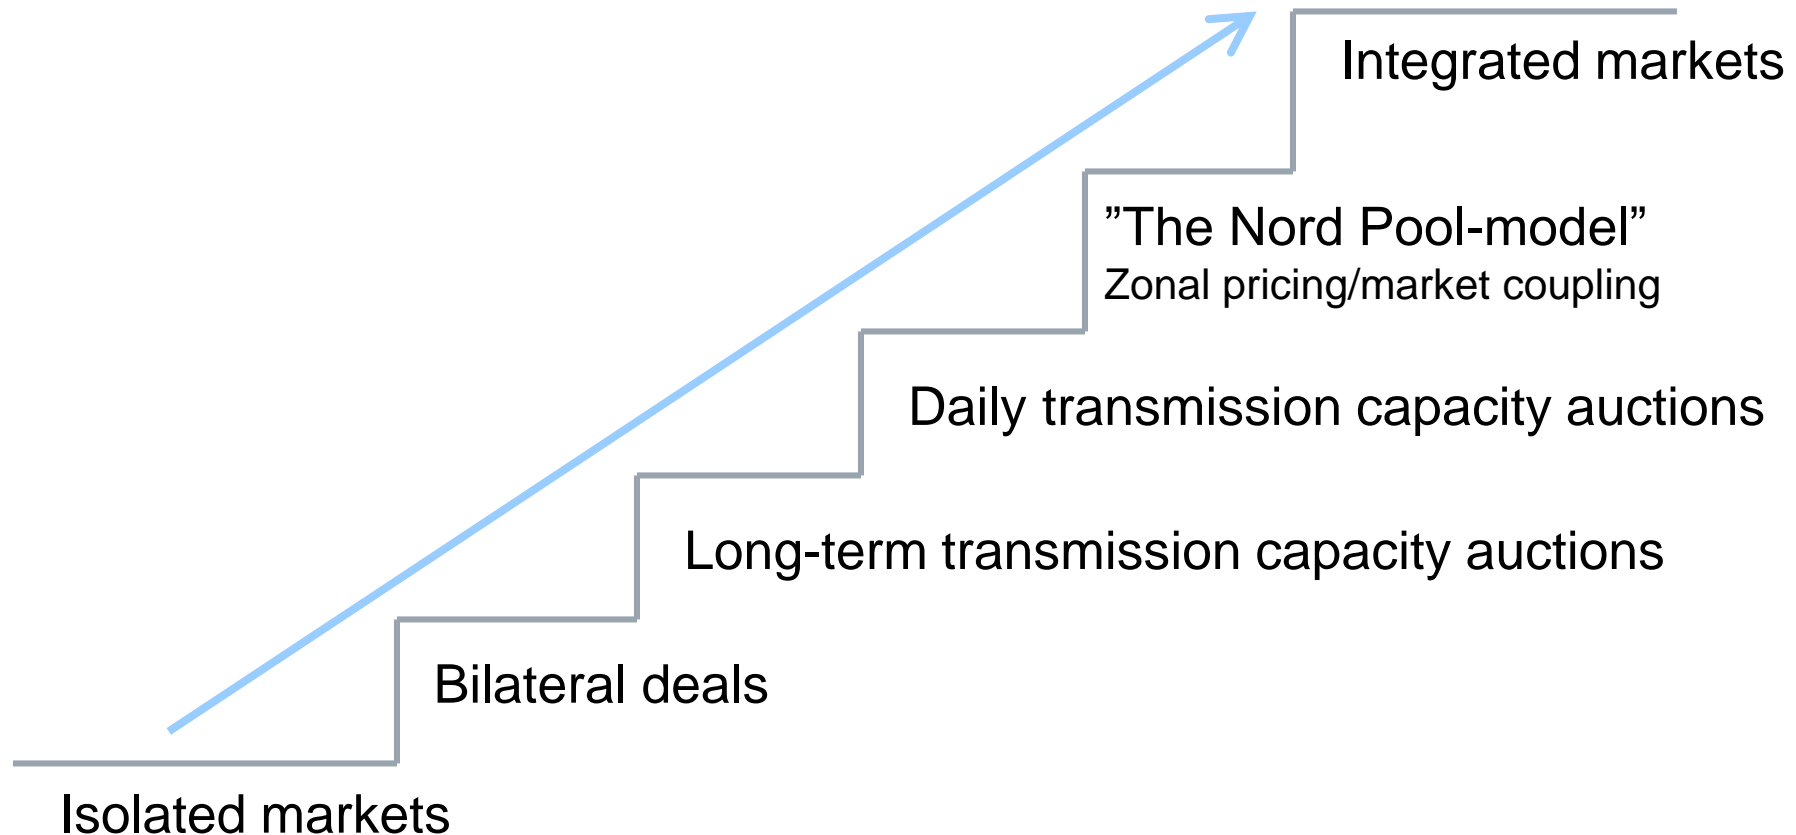 Integrated markets
”The Nord Pool-model”
Zonal pricing/market coupling
Daily transmission capacity auctions
Long-term transmission capacity auctions
Bilateral deals
Isolated markets